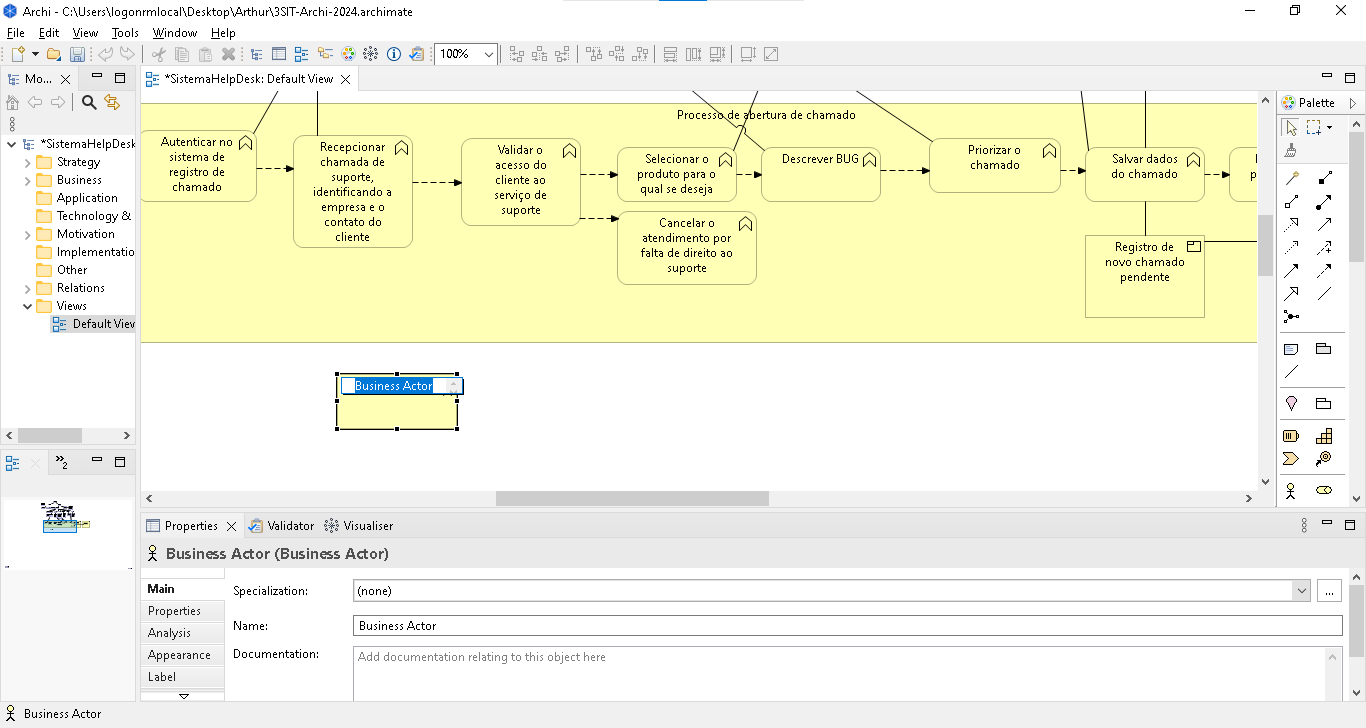 Archi - C:\Users\logonrmlocal\Desktop\Arthur\3SIT-Archi-2024.archimate
File Edit View Tools Window Help
100%
Mo...
*SistemaHelpDesk: Default View
*SistemaHelpDesk
Strategy
Business
Application
Technology &
Motivation
Implementatio
Other
Relations
Views
Default View
Processo de abertura de chamado
Autenticar no
sistema de
registro de
chamado
Recepcionar
chamada de
suporte,
identificando a
empresa e o
contato do
cliente
Validar o
acesso do
cliente ao
serviço de
suporte
Selecionar o
produto para o
qual se deseja
Cancelar o
atendimento por
falta de direito ao
suporte
Descrever BUG
Priorizar o
chamado
Salvar dados
do chamado
Registro de
novo chamado
pendente
Business Actor
Palette
2
Properties
Validator
Visualiser
Business Actor (Business Actor)
Main
Properties
Analysis
Appearance
Label
Specialization:
(none)
...
Name:
Business Actor
Documentation:
Add documentation relating to this object here
Business Actor